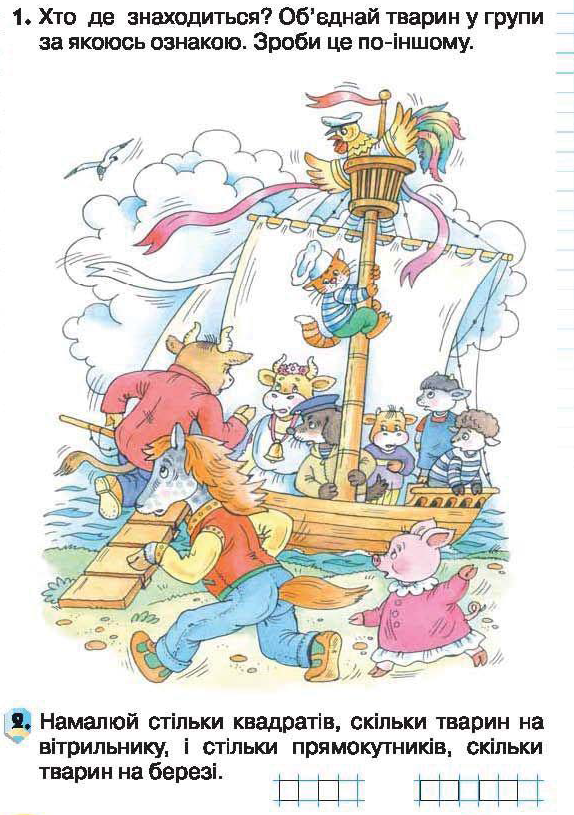 1. Хто де знаходиться? Об'єднай тварин у групи
за якоюсь ознакою. Зроби це по-іншому.
2. Намалюй стільки квадратів, скільки тварин на
вітрильнику, і стільки прямокутників, скільки
тварин на березі.